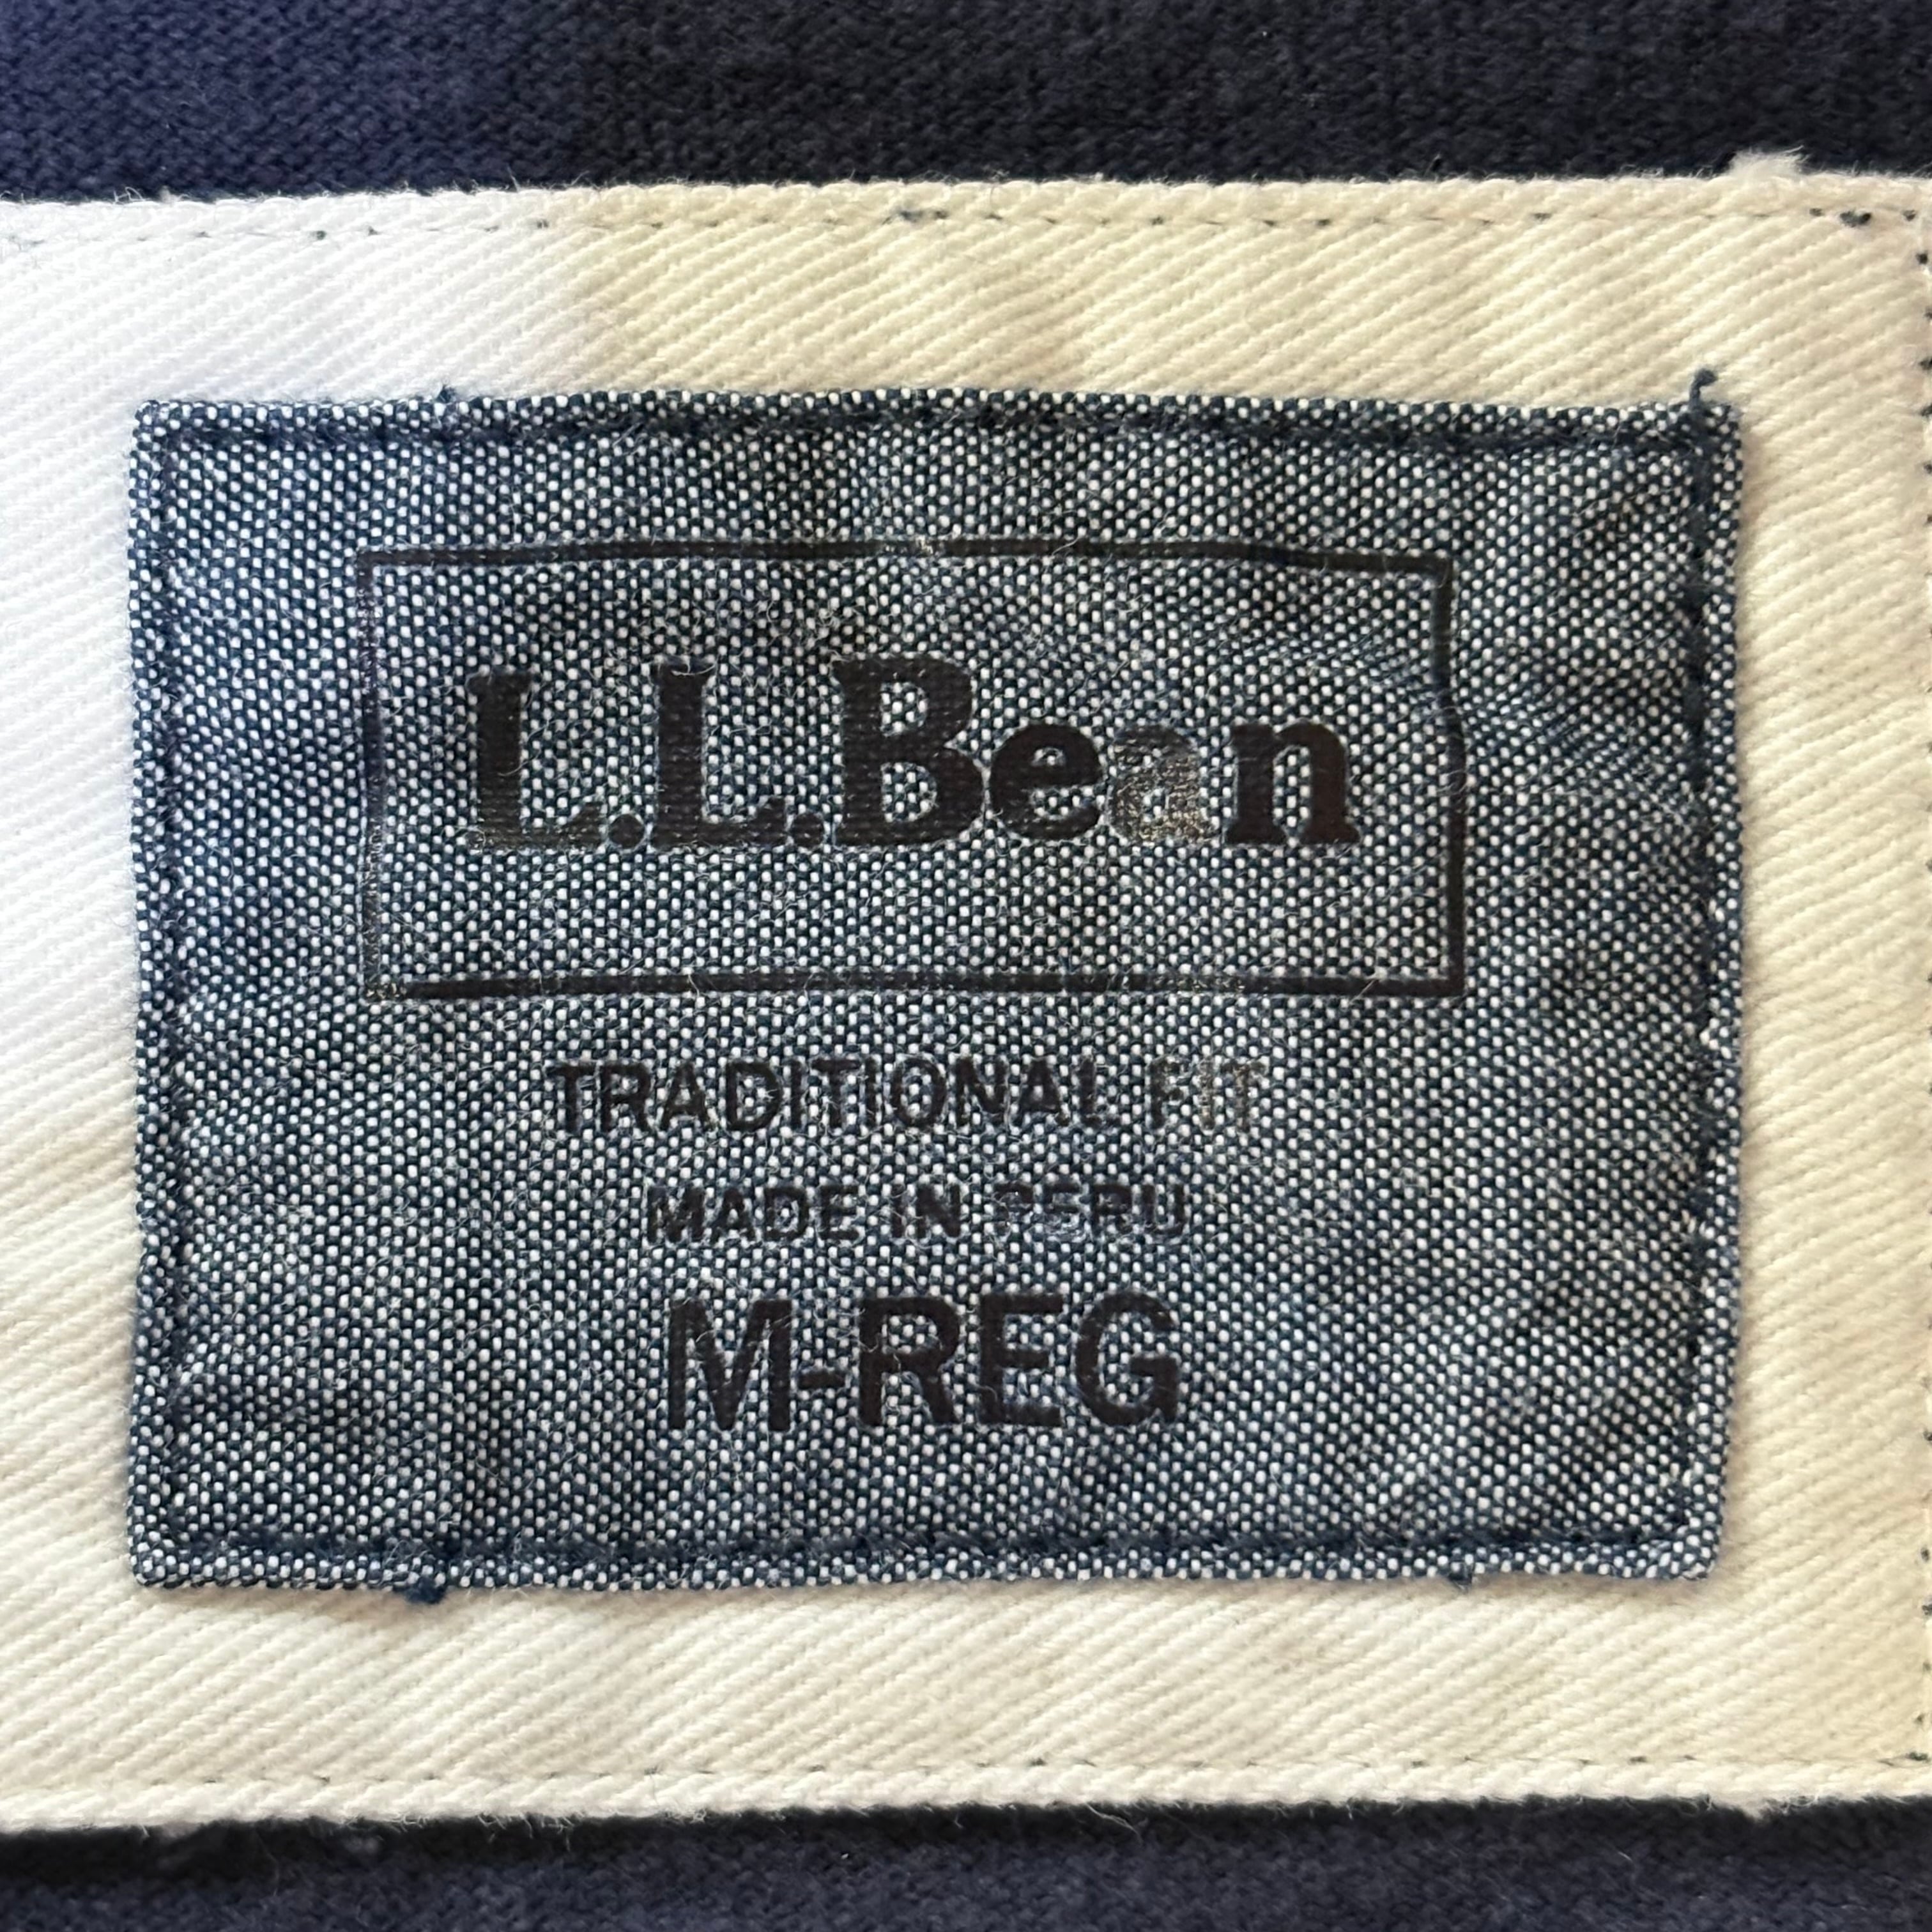 L.L.Bean
TRADITIONAL FIT
MADE IN PERU
M-REG